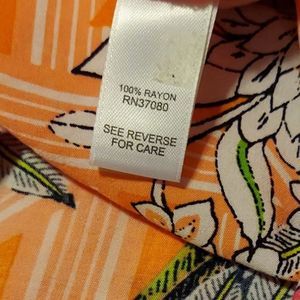 100% RAYON
RN37080
SEE REVERSE
FOR CARE